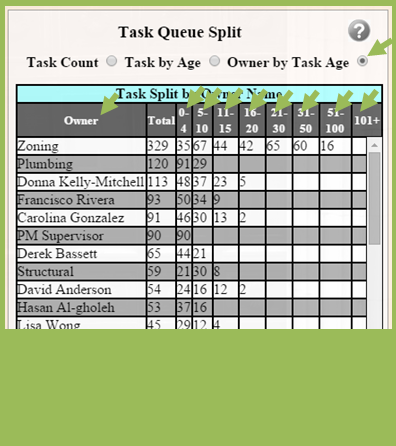 Task Queue Split
?
Task Count Task by Age Owner by Task Age
Task Split by Owner Name
Owner Total 0-4 5-10 11-15 16-20 21-30 31-50 51-100 101+
Zoning 329 35 67 44 42 65 60 16
Plumbing 120 91 29
Donna Kelly-Mitchell 113 48 37 23 5
Francisco Rivera 93 50 34 9
Carolina Gonzalez 91 46 30 13 2
PM Supervisor 90 90
Derek Bassett 65 44 21
Structural 59 21 30 8
David Anderson 54 24 16 12 2
Hasan Al-gholeh 53 37 16
Lisa Wong 45 29 12 4